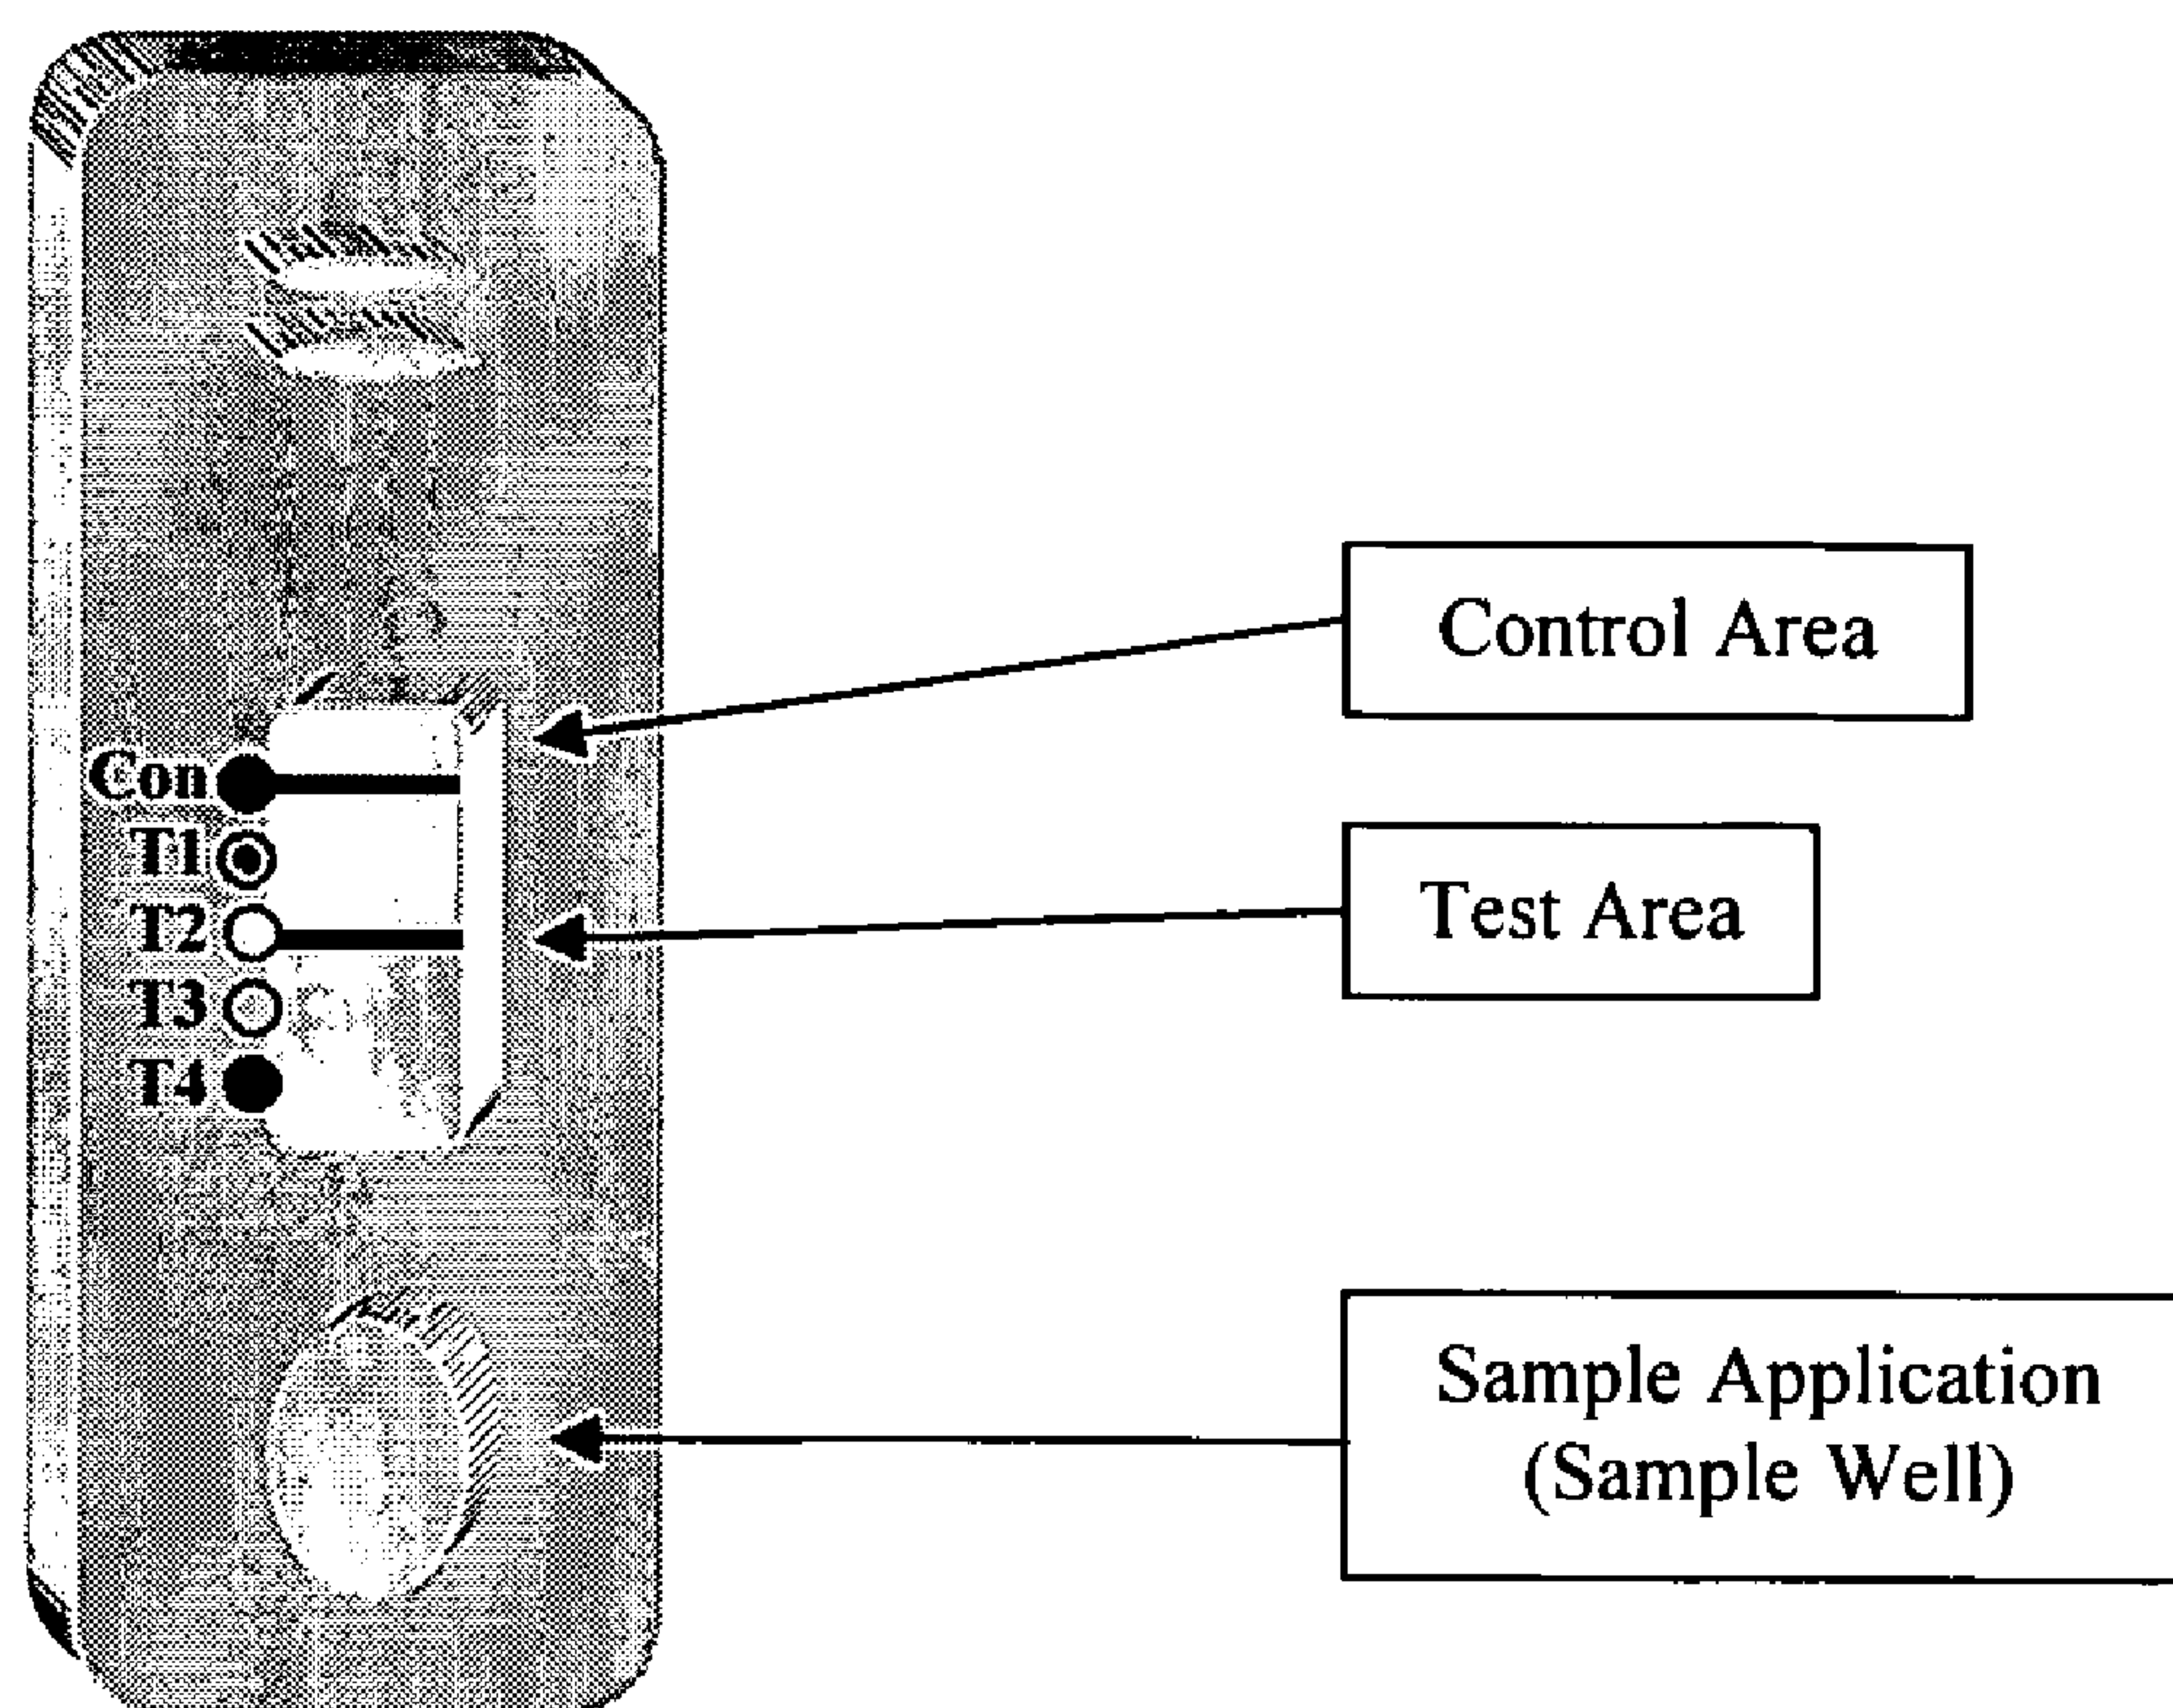 Control Area
Con
T1
Test Area
T2
T3
T4
Sample Application
(Sample Well)